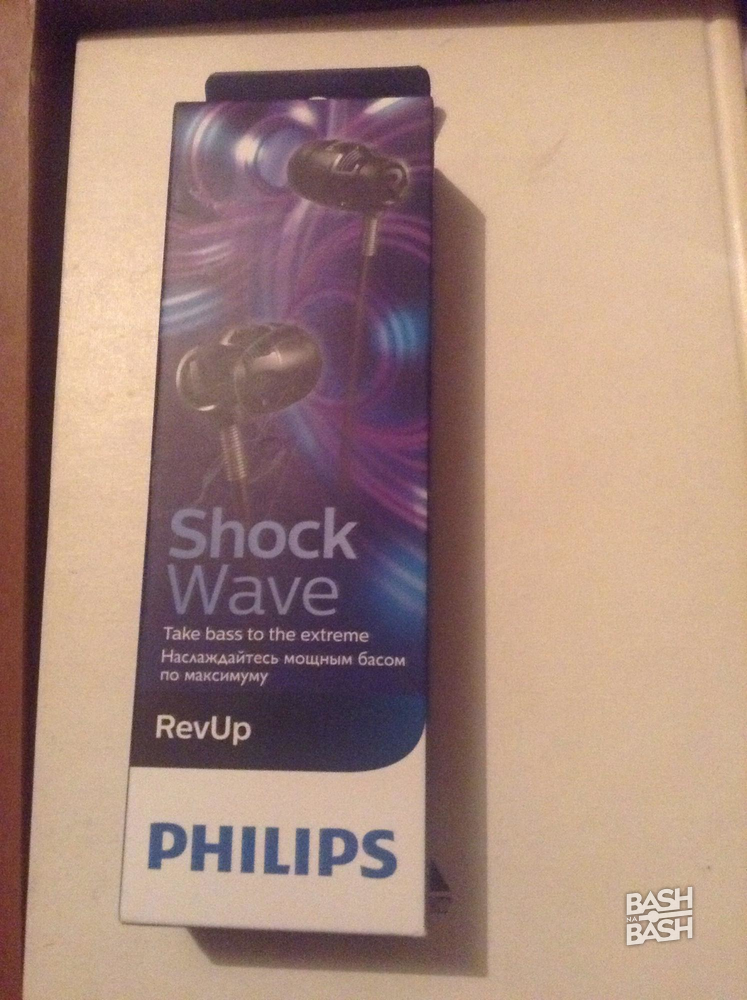 Shock
Wave
Take bass to the extreme
Наслаждайтесь мощным басом
по максимуму
RevUp
PHILIPS
BASH
NA
BASH